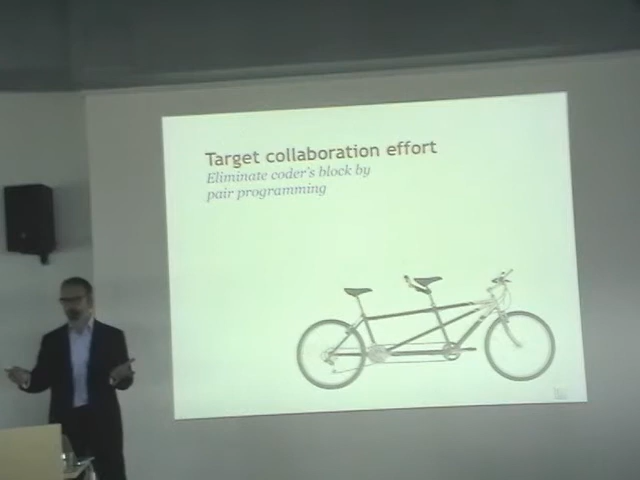 Target collaboration effort
Eliminate coder's block by
pair programming